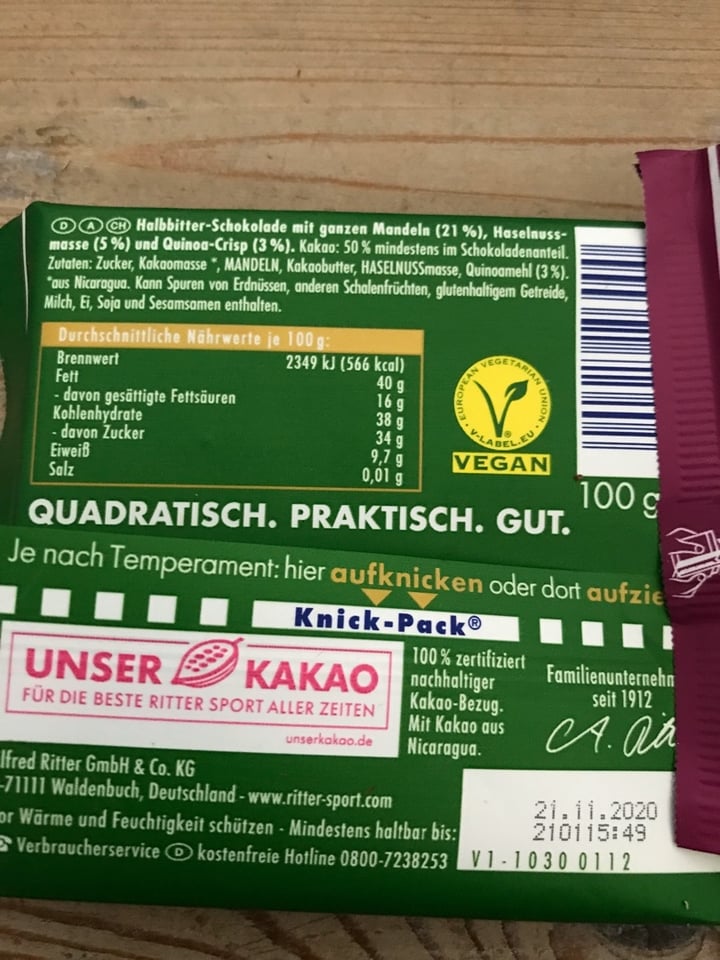 D A CH Halbbitter-Schokolade mit ganzen Mandeln (21 %), Haselnuss-
masse (5 %) und Quinoa-Crisp (3 %). Kakao: 50 % mindestens im Schokoladenanteil.
Zutaten: Zucker, Kakaomasse*, MANDELN, Kakaobutter, HASELNUSSmasse, Quinoamehl (3 %).
*aus Nicaragua. Kann Spuren von Erdnüssen, anderen Schalenfrüchten, glutenhaltigem Getreide,
Milch, Ei, Soja und Sesamsamen enthalten.
Durchschnittliche Nährwerte je 100 g:
Brennwert 2349 kJ (566 kcal)
Fett 40 g
- davon gesättigte Fettsäuren 16 g
Kohlenhydrate 38 g
- davon Zucker 34 g
Eiweiß 9,7 g
Salz 0,01 g
EUROPEAN VEGETARIAN UNION
V-LABEL.EU
VEGAN
100 g
QUADRATISCH. PRAKTISCH. GUT.
Je nach Temperament: hier aufknicken oder dort aufzie
Knick-Pack®
UNSER KAKAO
FÜR DIE BESTE RITTER SPORT ALLER ZEITEN
unserkakao.de
100 % zertifiziert
nachhaltiger
Kakao-Bezug.
Mit Kakao aus
Nicaragua.
Familienunternehm
seit 1912
lfred Ritter GmbH & Co. KG
-71111 Waldenbuch, Deutschland - www.ritter-sport.com
or Wärme und Feuchtigkeit schützen - Mindestens haltbar bis:
Verbraucherservice D kostenfreie Hotline 0800-7238253
21.11.2020
210115:49
V1-1030 0112